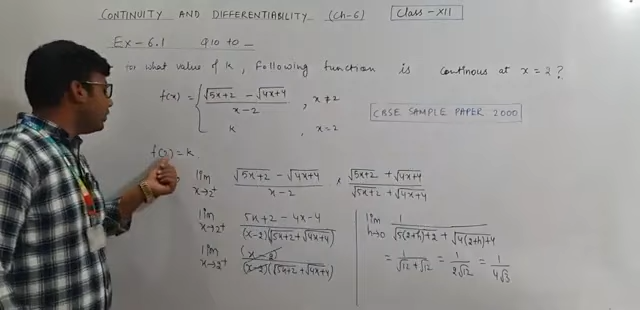 CONTINUITY AND DIFFERENTIABILITY (Ch-6) Class-XII
Ex-6.1 Q10 to
for what value of k, following function is continous at x = 2 ?
f(x) = { (√5x+2 - √4x+4)/(x-2) , x ≠ 2
k , x = 2
CBSE SAMPLE PAPER 2000
f(2) = k
lim x→2⁺ (√5x+2 - √4x+4)/(x-2) × (√5x+2 + √4x+4)/(√5x+2 + √4x+4)
lim x→2⁺ (5x+2 - 4x-4)/((x-2)(√5x+2 + √4x+4))
lim x→2⁺ (x-2)/((x-2)(√5x+2 + √4x+4))
lim h→0 1/(√5(2+h)+2 + √4(2+h)+4)
= 1/(√12 + √12) = 1/(2√12) = 1/(4√3)